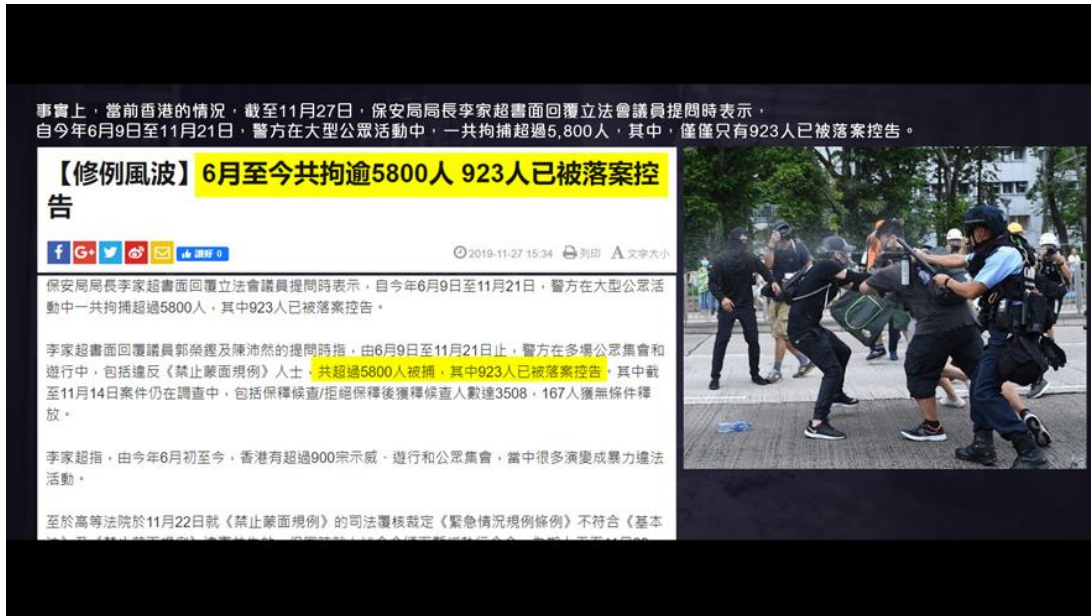 事實上，當前香港的情況，截至11月27日，保安局局長李家超書面回覆立法會議員提問時表示，
自今年6月9日至11月21日，警方在大型公眾活動中，一共拘捕超過5,800人，其中，僅僅只有923人已被落案控告。
【修例風波】6月至今共拘逾5800人 923人已被落案控
告
讚好 0
2019-11-27 15:34 列印 A 文字大小
保安局局長李家超書面回覆立法會議員提問時表示，自今年6月9日至11月21日，警方在大型公眾活
動中一共拘捕超過5800人，其中923人已被落案控告。
李家超書面回覆議員郭榮鏗及陳沛然的提問時指，由6月9日至11月21日止，警方在多場公眾集會和
遊行中，包括違反《禁止蒙面規例》人士，共超過5800人被捕，其中923人已被落案控告。其中截
至11月14日案件仍在調查中，包括保釋候查/拒絕保釋後獲釋候查人數達3508，167人獲無條件釋
放。
李家超指，由今年6月初至今，香港有超過900宗示威、遊行和公眾集會，當中很多演變成暴力違法
活動。
至於高等法院於11月22日就《禁止蒙面規例》的司法覆核裁定《緊急情況規例條例》不符合《基本